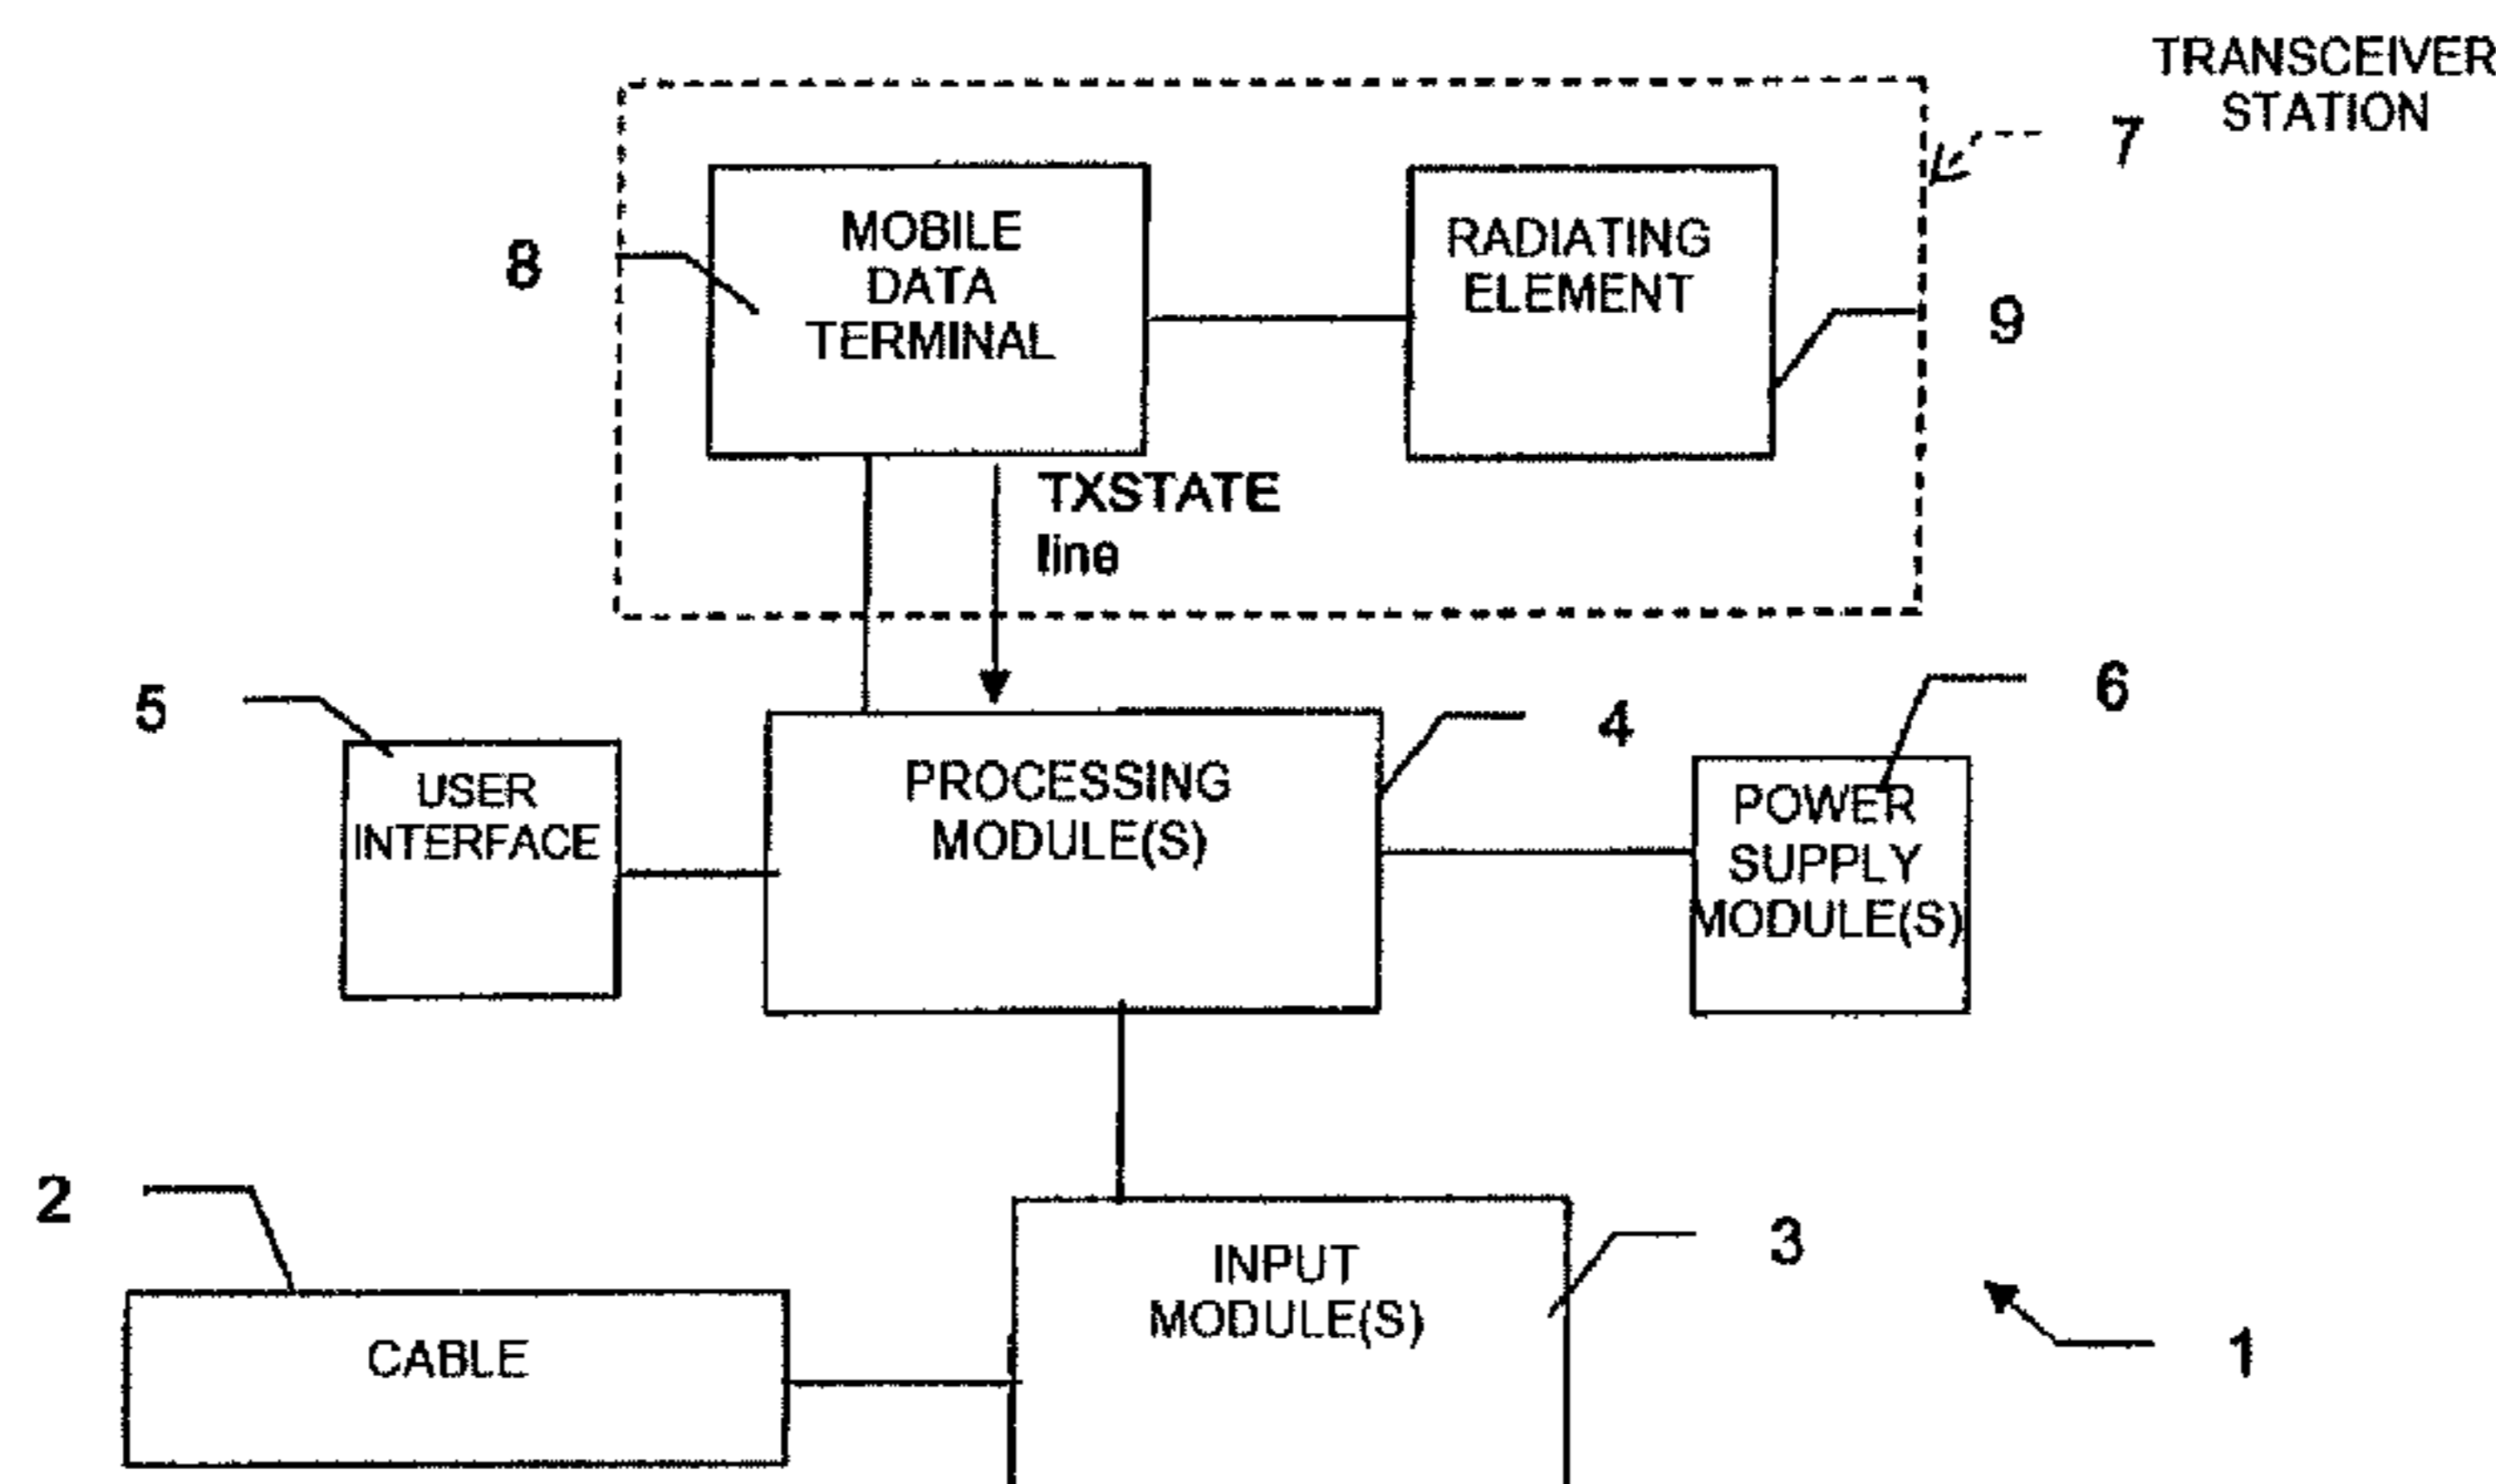 TRANSCEIVER
STATION
7
MOBILE
DATA
TERMINAL
8
RADIATING
ELEMENT
9
TXSTATE
line
5
USER
INTERFACE
PROCESSING
MODULE(S)
4
6
POWER
SUPPLY
MODULE(S)
2
CABLE
INPUT
MODULE(S)
3
1